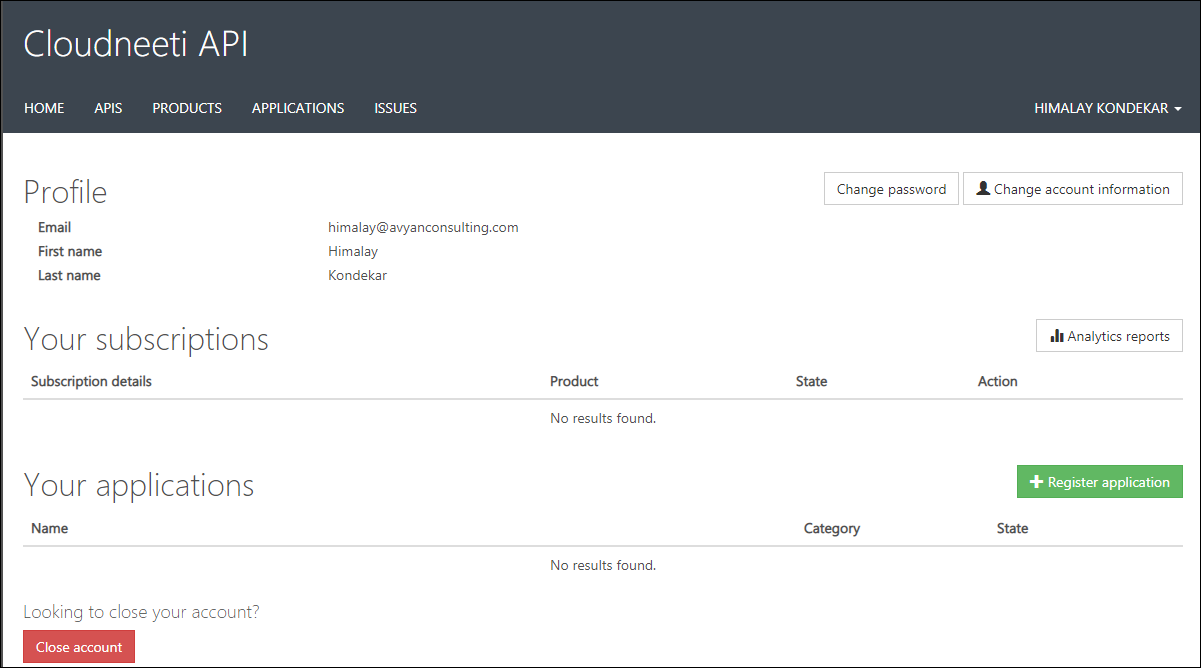 Cloudneeti API
HOME APIS PRODUCTS APPLICATIONS ISSUES HIMALAY KONDEKAR
Profile Change password Change account information
Email himalay@avyanconsulting.com
First name Himalay
Last name Kondekar
Your subscriptions Analytics reports
Subscription details Product State Action
No results found.
Your applications Register application
Name Category State
No results found.
Looking to close your account?
Close account